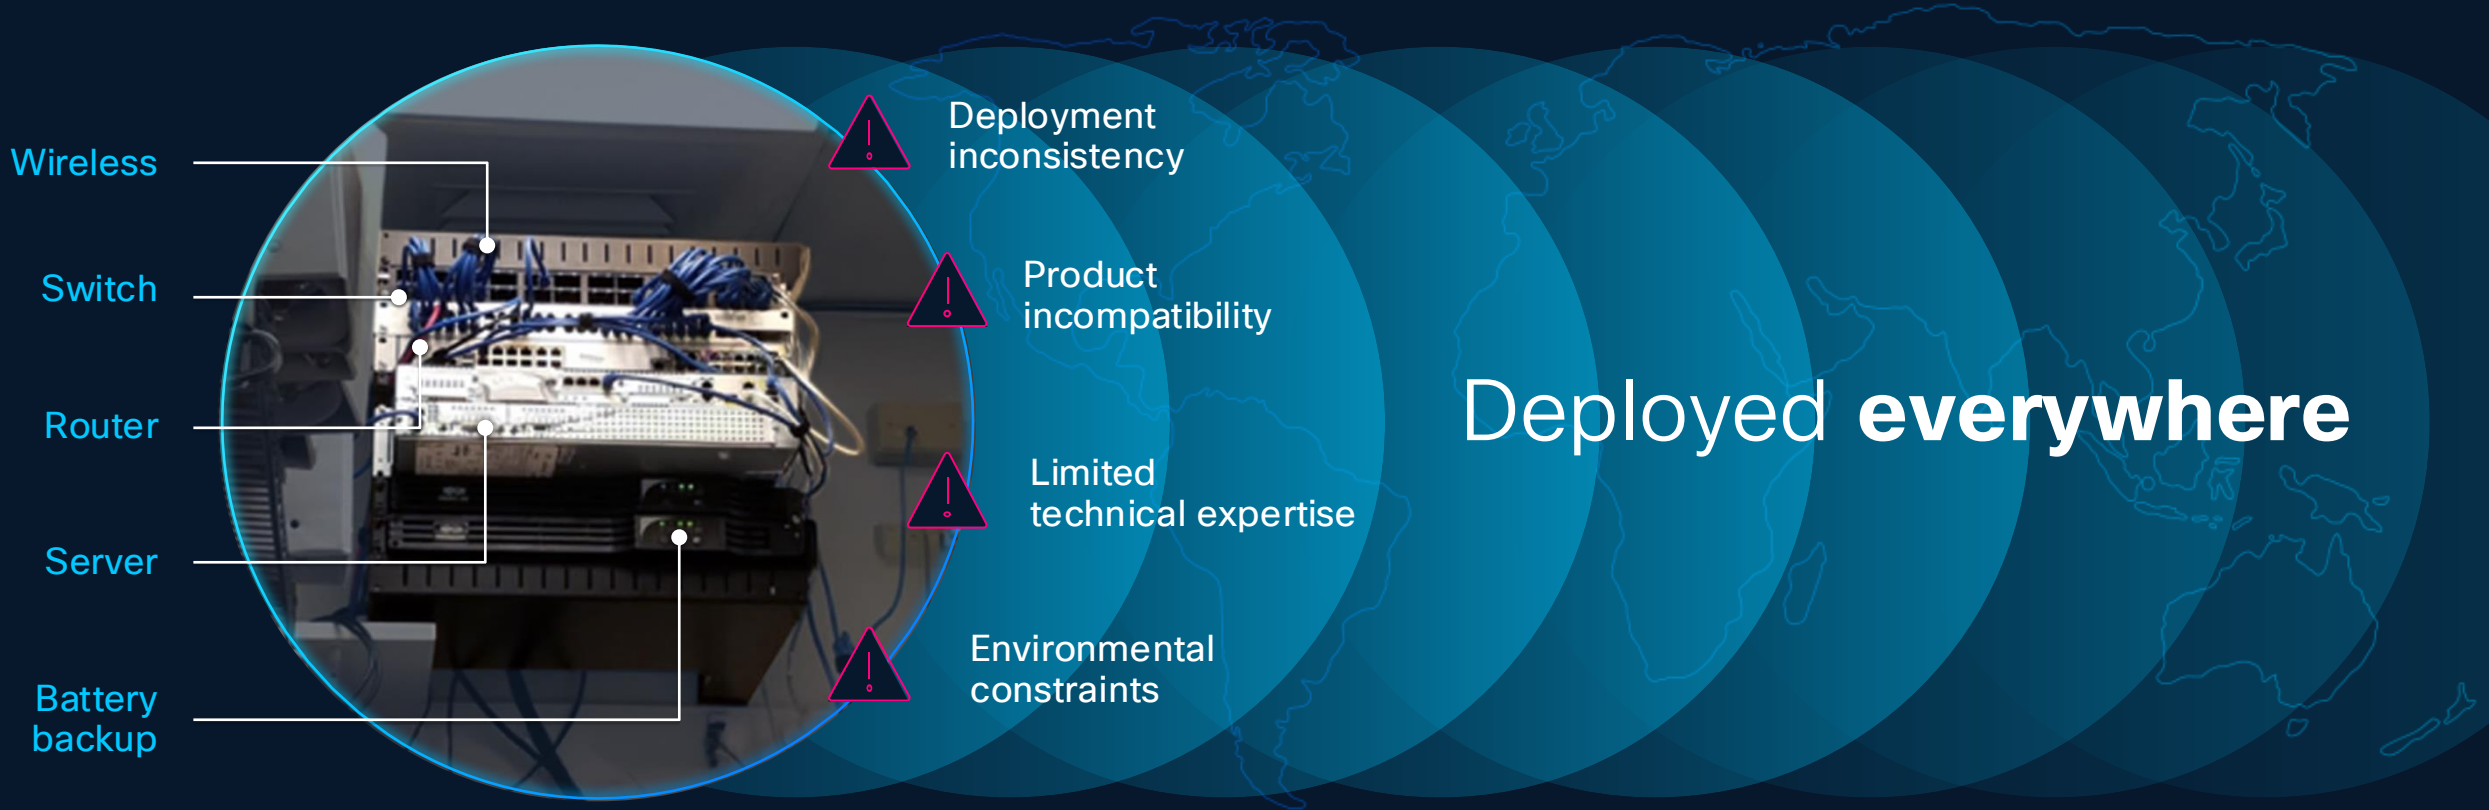 Wireless
Switch
Router
Server
Battery
backup
Deployment
inconsistency
Product
incompatibility
Limited
technical expertise
Environmental
constraints
Deployed everywhere